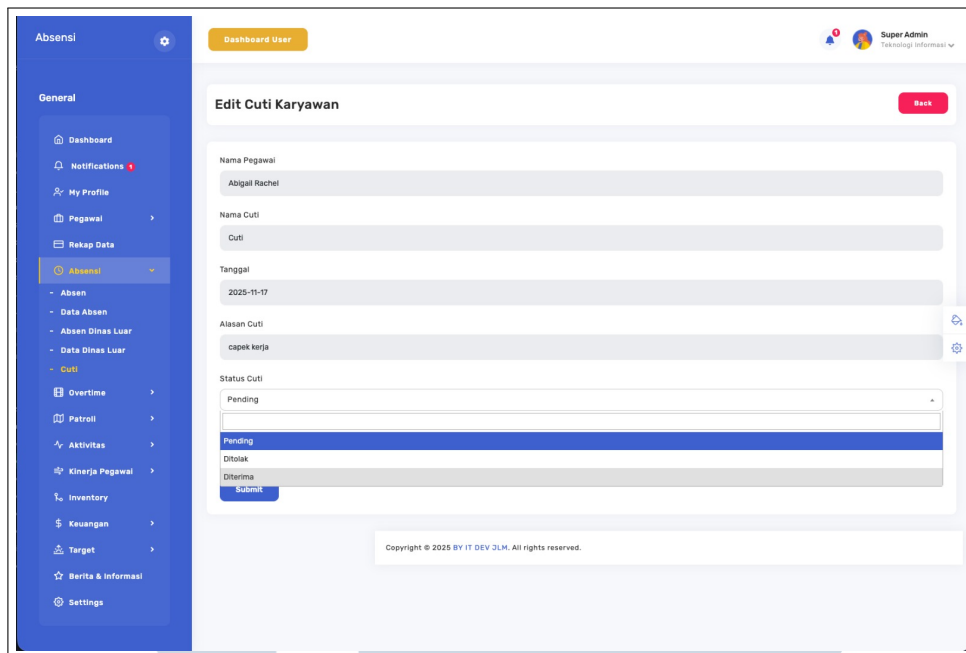 Absensi
Dashboard User
1
Super Admin
Teknologi Informasi
General
Dashboard
Notifications 1
My Profile
Pegawai
Rekap Data
Absensi
- Absen
- Data Absen
- Absen Dinas Luar
- Data Dinas Luar
- Cuti
Overtime
Patroli
Aktivitas
Kinerja Pegawai
Inventory
Keuangan
Target
Berita & Informasi
Settings
Edit Cuti Karyawan
Back
Nama Pegawai
Abigail Rachel
Nama Cuti
Cuti
Tanggal
2025-11-17
Alasan Cuti
capek kerja
Status Cuti
Pending
Pending
Ditolak
Diterima
Submit
Copyright © 2025 BY IT DEV JLM. All rights reserved.